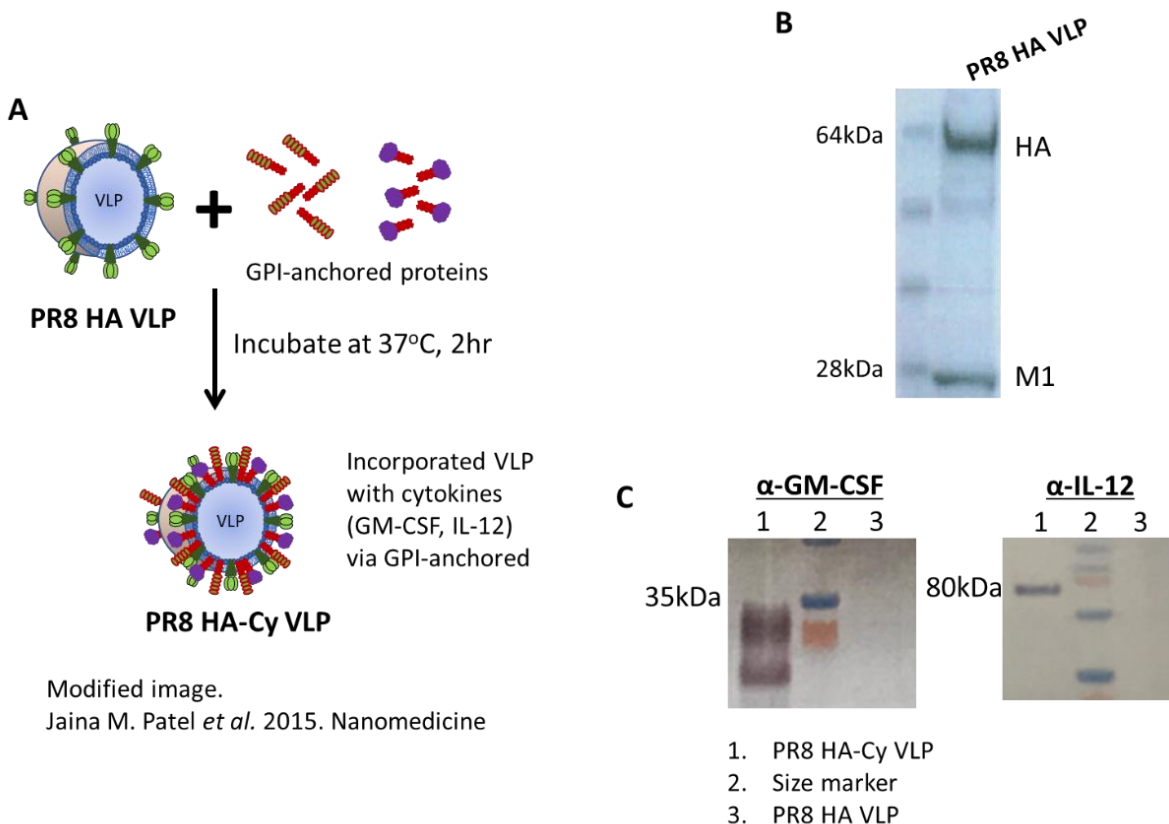 A
VLP
+
GPI-anchored proteins
PR8 HA VLP
Incubate at 37°C, 2hr
VLP
Incorporated VLP
with cytokines
(GM-CSF, IL-12)
via GPI-anchored
PR8 HA-Cy VLP
Modified image.
Jaina M. Patel et al. 2015. Nanomedicine
B
PR8 HA VLP
64kDa
HA
28kDa
M1
C
α-GM-CSF
1 2 3
35kDa
α-IL-12
1 2 3
80kDa
1. PR8 HA-Cy VLP
2. Size marker
3. PR8 HA VLP